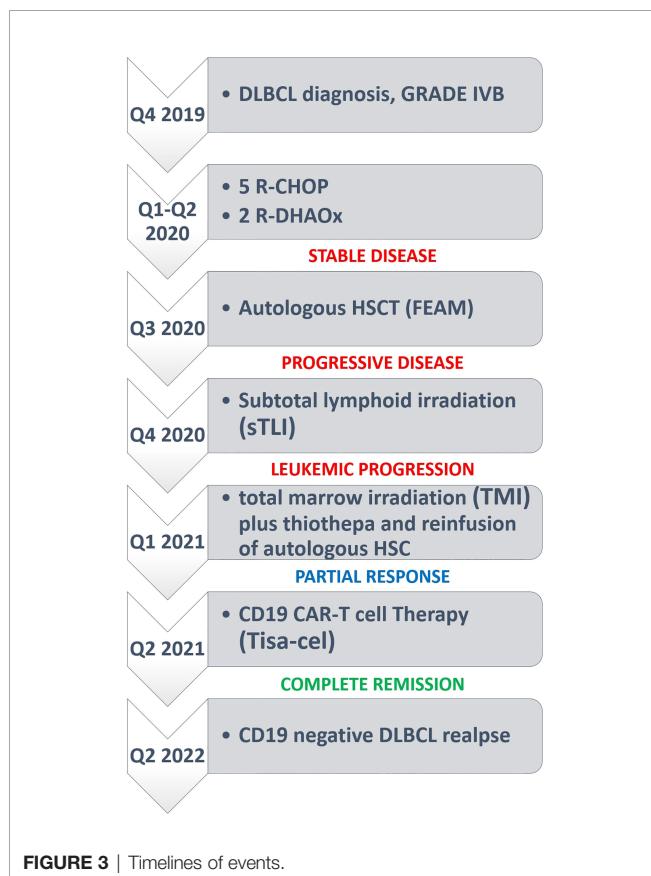 Q4 2019
• DLBCL diagnosis, GRADE IVB
Q1-Q2
2020
• 5 R-CHOP
• 2 R-DHAOx
STABLE DISEASE
Q3 2020
• Autologous HSCT (FEAM)
PROGRESSIVE DISEASE
Q4 2020
• Subtotal lymphoid irradiation
(sTLI)
LEUKEMIC PROGRESSION
Q1 2021
• total marrow irradiation (TMI)
plus thiothepa and reinfusion
of autologous HSC
PARTIAL RESPONSE
Q2 2021
• CD19 CAR-T cell Therapy
(Tisa-cel)
COMPLETE REMISSION
Q2 2022
• CD19 negative DLBCL realpse
FIGURE 3 | Timelines of events.